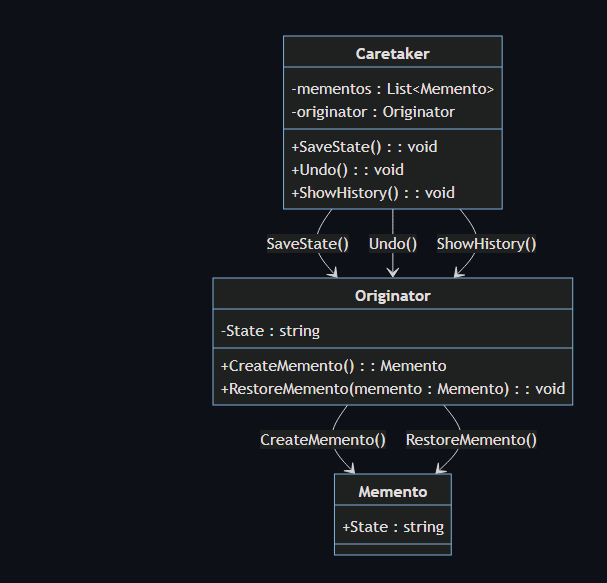 Caretaker
-mementos : List<Memento>
-originator : Originator
+SaveState() : : void
+Undo() : : void
+ShowHistory() : : void
SaveState() Undo() ShowHistory()
Originator
-State : string
+CreateMemento() : : Memento
+RestoreMemento(memento : Memento) : : void
CreateMemento() RestoreMemento()
Memento
+State : string